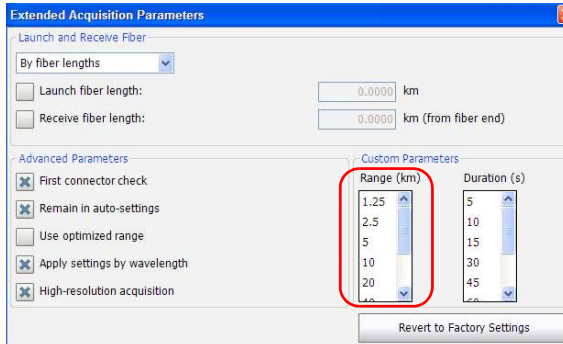 Extended Acquisition Parameters
Launch and Receive Fiber
By fiber lengths
Launch fiber length: 0.0000 km
Receive fiber length: 0.0000 km (from fiber end)
Advanced Parameters
First connector check
Remain in auto-settings
Use optimized range
Apply settings by wavelength
High-resolution acquisition
Custom Parameters
Range (km) Duration (s)
1.25 5
2.5 10
5 15
10 30
20 45
Revert to Factory Settings